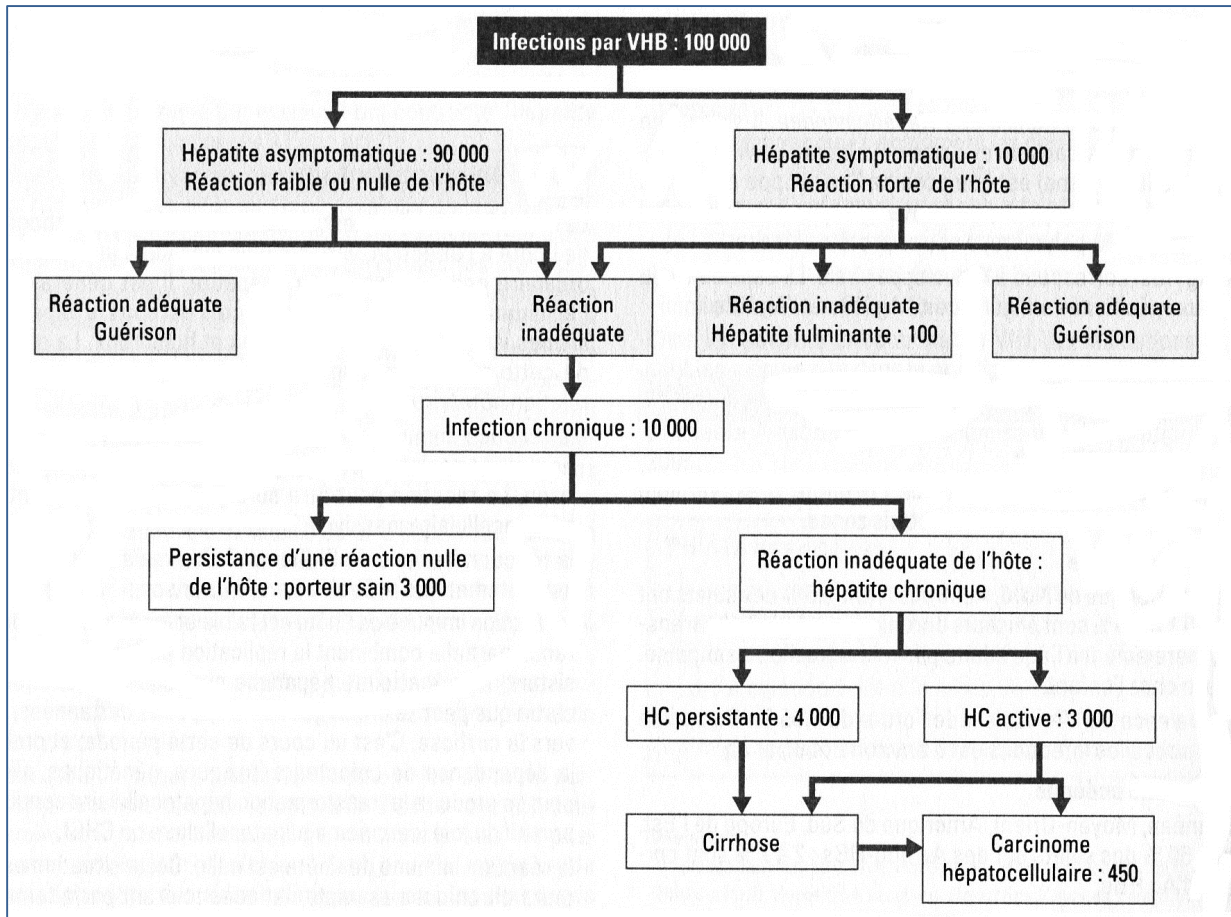 Infections par VHB : 100 000
Hépatite asymptomatique : 90 000
Réaction faible ou nulle de l'hôte
Hépatite symptomatique : 10 000
Réaction forte de l'hôte
Réaction adéquate
Guérison
Réaction
inadéquate
Réaction inadéquate
Hépatite fulminante : 100
Réaction adéquate
Guérison
Infection chronique : 10 000
Persistance d'une réaction nulle
de l'hôte : porteur sain 3 000
Réaction inadéquate de l'hôte :
hépatite chronique
HC persistante : 4 000
HC active : 3 000
Cirrhose
Carcinome
hépatocellulaire : 450